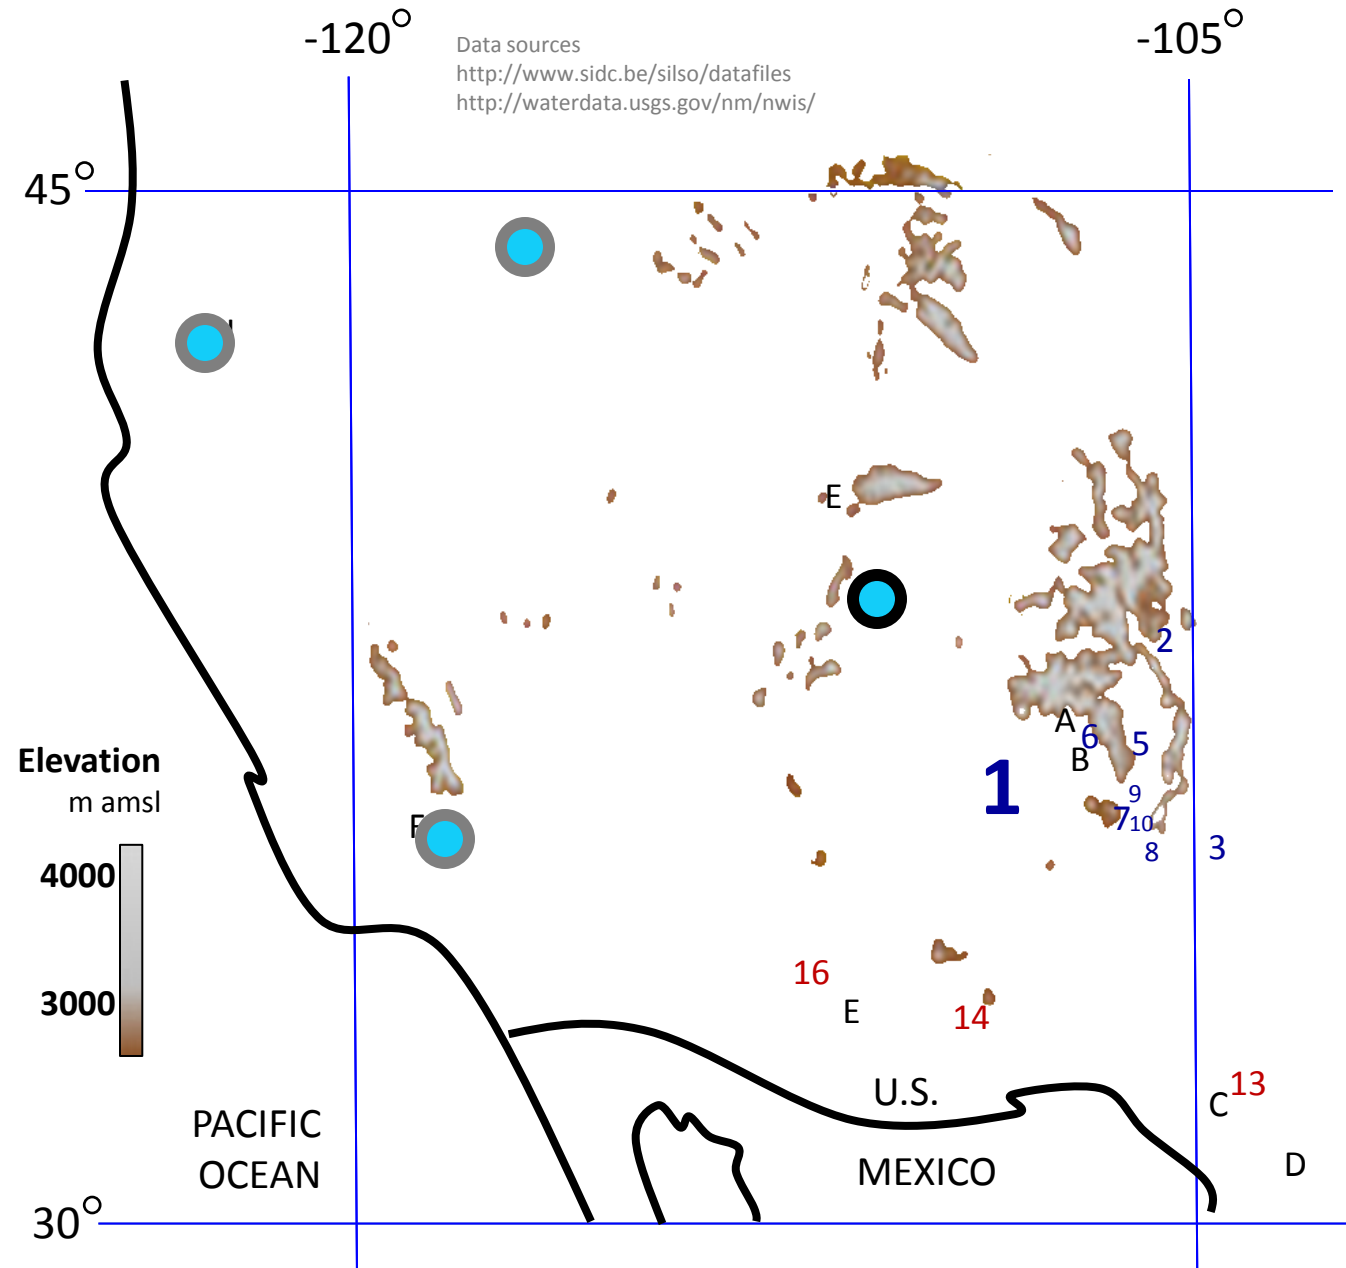 -120°
-105°
Data sources
http://www.sidc.be/silso/datafiles
http://waterdata.usgs.gov/nm/nwis/
45°
E
2
A
6
5
B
1
Elevation
m amsl
9
7
10
8
3
F
4000
3000
16
E
14
U.S.
13
C
PACIFIC
OCEAN
MEXICO
D
30°